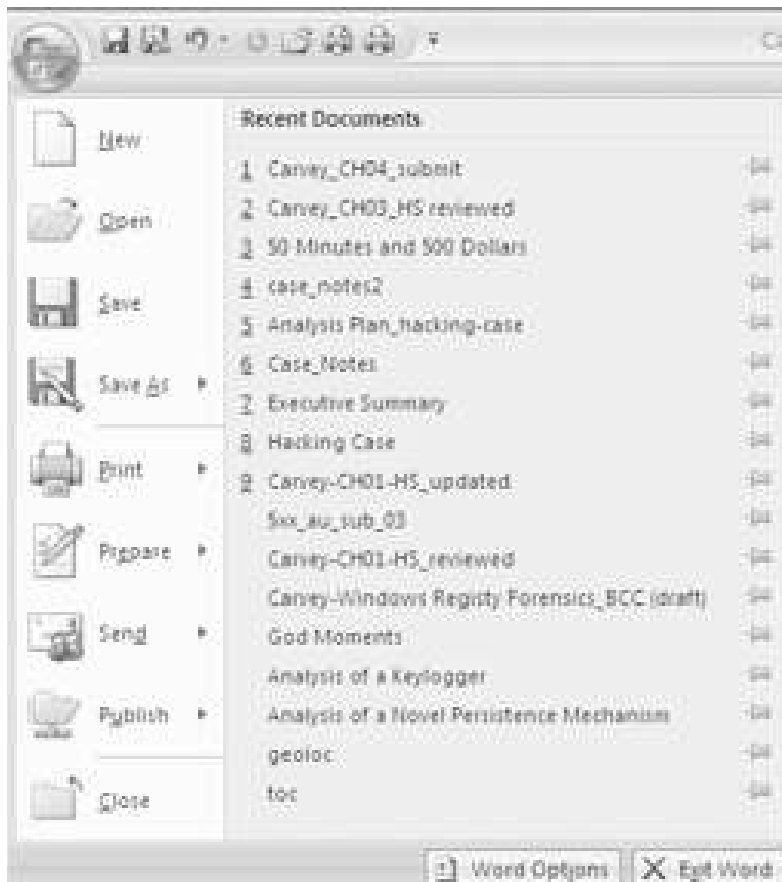 New
Open
Save
Save As
Print
Prepare
Send
Publish
Close
Recent Documents
1 Carvey_CH04_submit
2 Carvey_CH03_HS reviewed
3 50 Minutes and 500 Dollars
4 case_notes2
5 Analysis Plan_hacking-case
6 Case_Notes
7 Executive Summary
8 Hacking Case
9 Carvey-CH01-HS_updated
5xx_au_sub_03
Carvey-CH01-HS_reviewed
Carvey-Windows Registy Forensics_BCC (draft)
God Moments
Analysis of a Keylogger
Analysis of a Novel Persistence Mechanism
geoloc
toc
Word Options
Exit Word